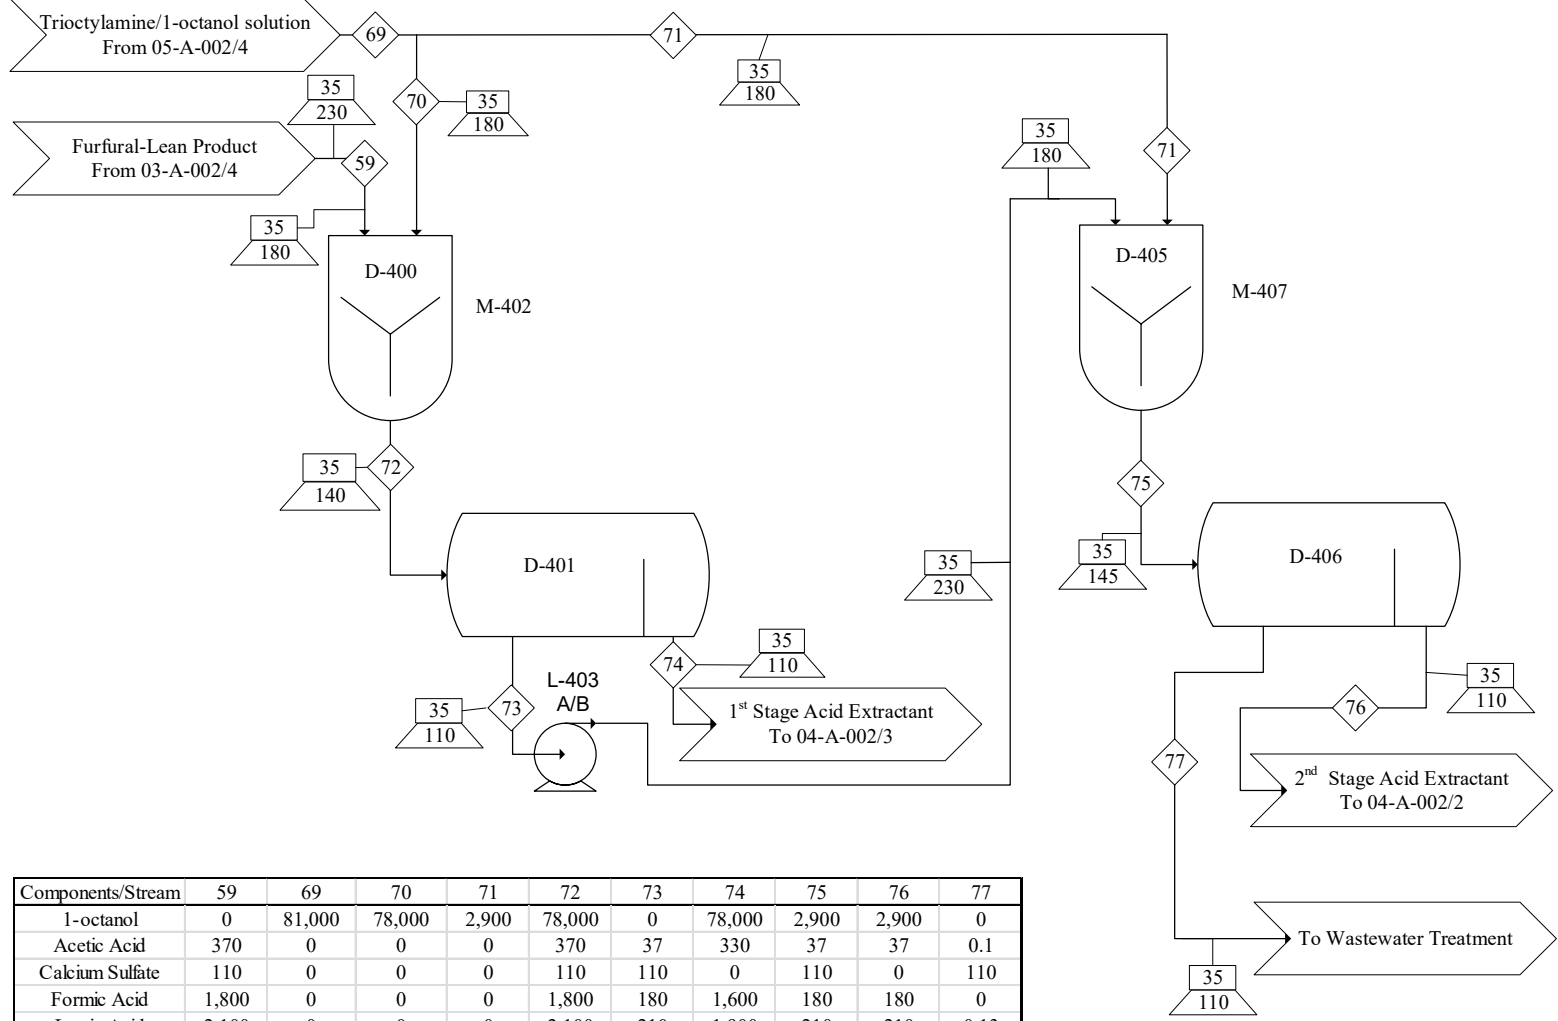 Trioctylamine/1-octanol solution
From 05-A-002/4
69
71
35
180
35
230
70
35
180
Furfural-Lean Product
From 03-A-002/4
59
35
180
35
180
71
D-400
M-402
D-405
M-407
35
140
72
75
D-401
35
230
35
145
D-406
74
35
110
L-403
A/B
35
110
73
1st Stage Acid Extractant
To 04-A-002/3
35
110
76
77
2nd Stage Acid Extractant
To 04-A-002/2
To Wastewater Treatment
35
110
Components/Stream 59 69 70 71 72 73 74 75 76 77
1-octanol 0 81,000 78,000 2,900 78,000 0 78,000 2,900 2,900 0
Acetic Acid 370 0 0 0 370 37 330 37 37 0.1
Calcium Sulfate 110 0 0 0 110 110 0 110 0 110
Formic Acid 1,800 0 0 0 1,800 180 1,600 180 180 0